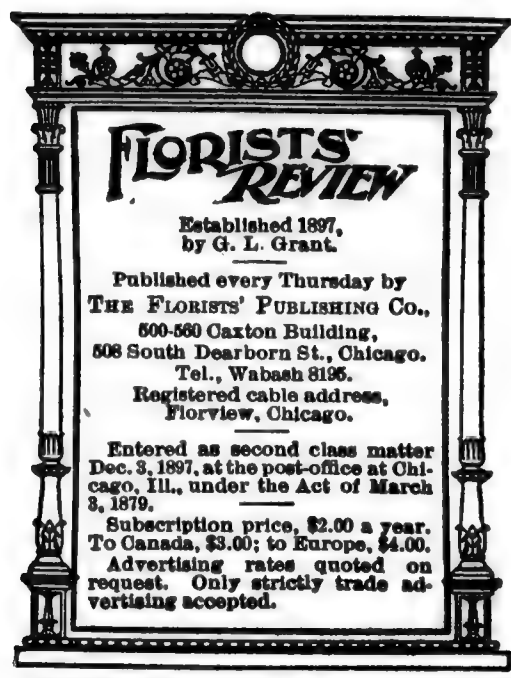 FLORISTS'
REVIEW
Established 1897,
by G. L. Grant.
Published every Thursday by
THE FLORISTS' PUBLISHING CO.,
500-560 Caxton Building,
508 South Dearborn St., Chicago.
Tel., Wabash 8195.
Registered cable address,
Florview, Chicago.
Entered as second class matter
Dec. 3, 1897, at the post-office at Chi-
cago, Ill., under the Act of March
3, 1879.
Subscription price, $2.00 a year.
To Canada, $3.00; to Europe, $4.00.
Advertising rates quoted on
request. Only strictly trade ad-
vertising accepted.